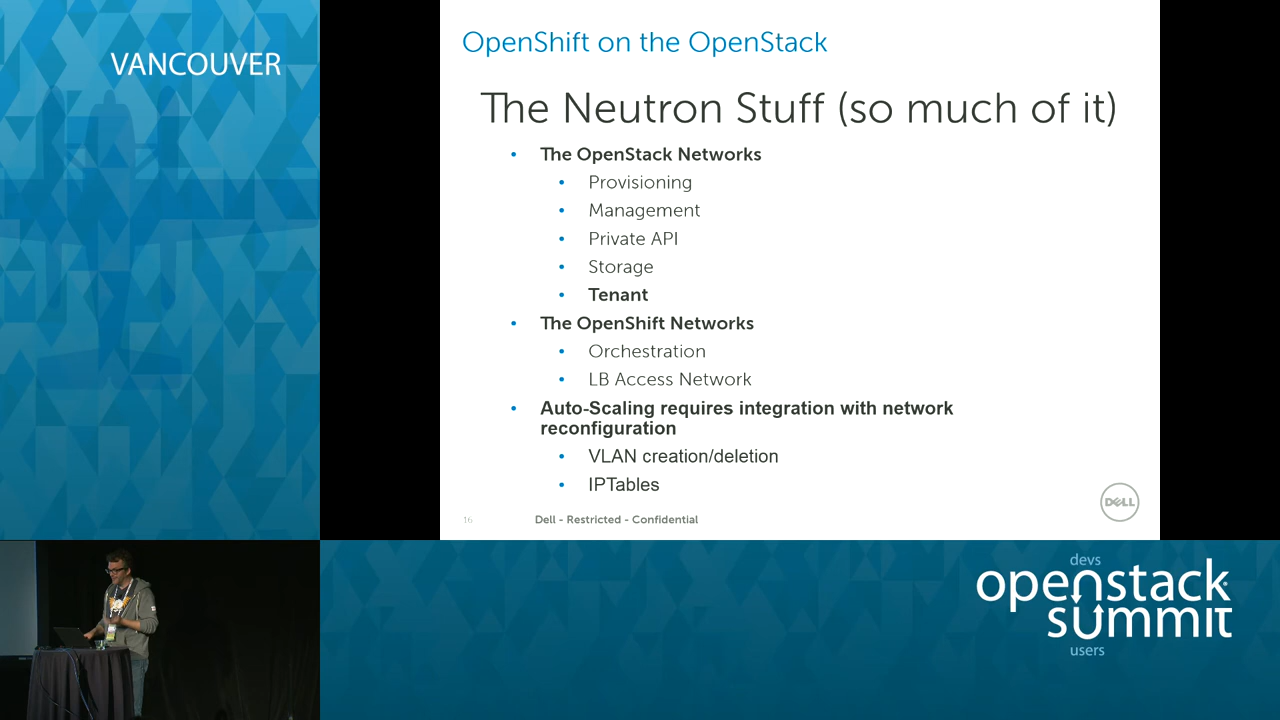 VANCOUVER
OpenShift on the OpenStack
The Neutron Stuff (so much of it)
• The OpenStack Networks
• Provisioning
• Management
• Private API
• Storage
• Tenant
• The OpenShift Networks
• Orchestration
• LB Access Network
• Auto-Scaling requires integration with network
reconfiguration
• VLAN creation/deletion
• IPTables
16 Dell - Restricted - Confidential
DELL
devs
openstack
summit
users